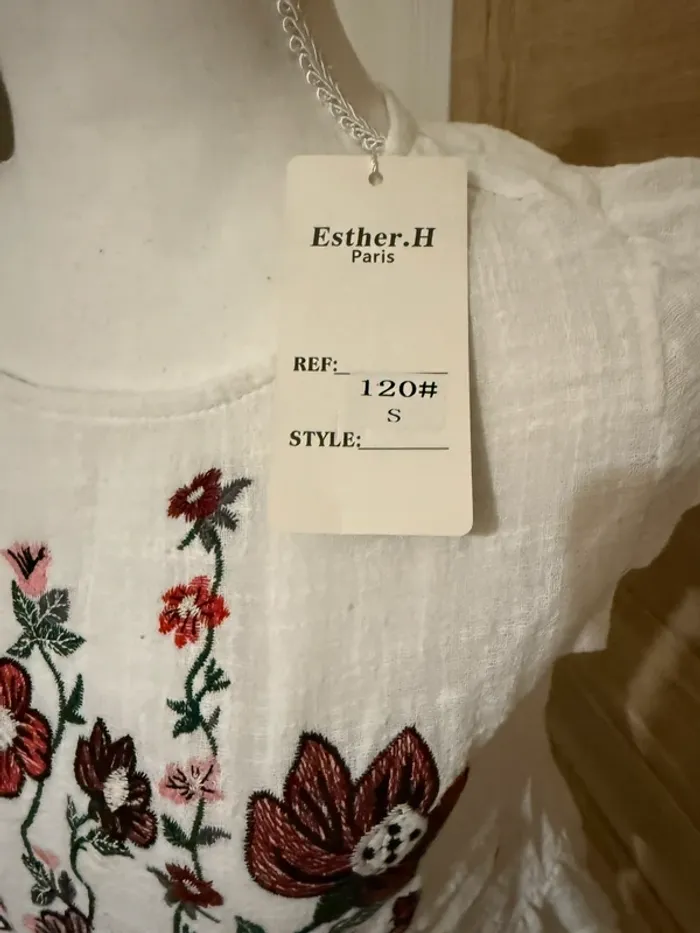 Esther.H
Paris
REF:
120#
S
STYLE: